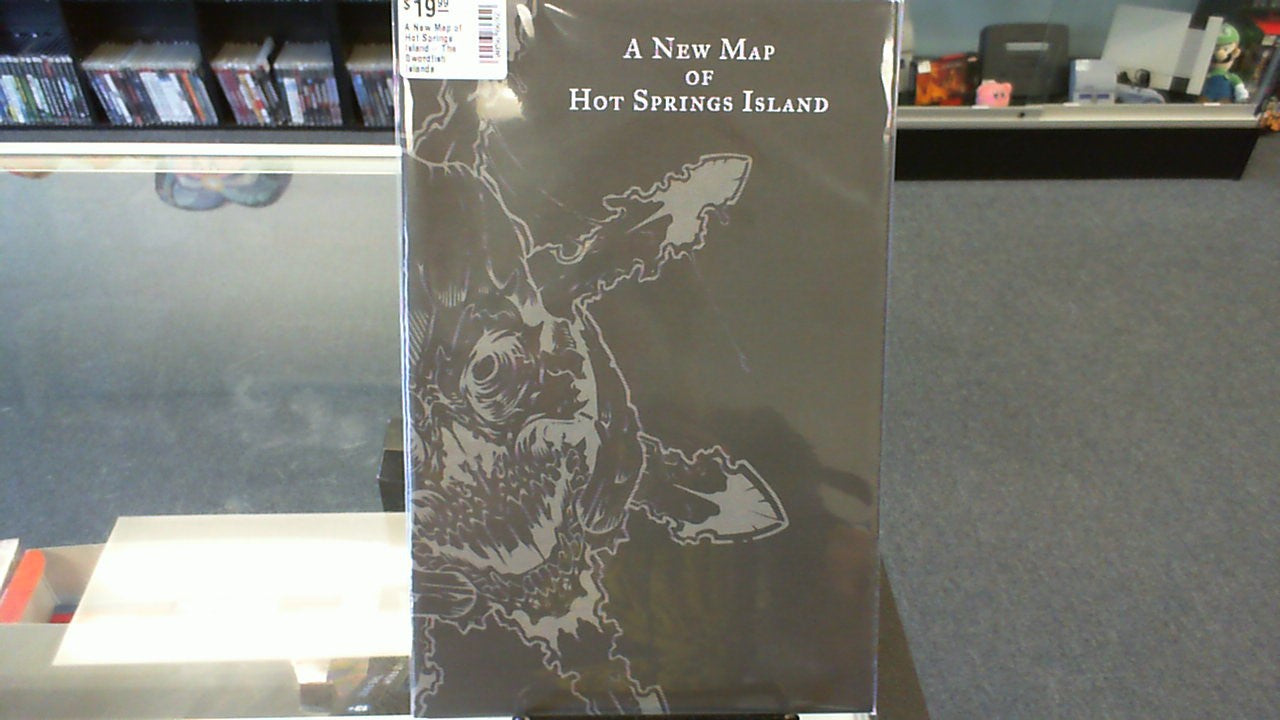 $19.99
A New Map of
Hot Springs
Island - The
Swordfish
Islands
A NEW MAP
OF
HOT SPRINGS ISLAND